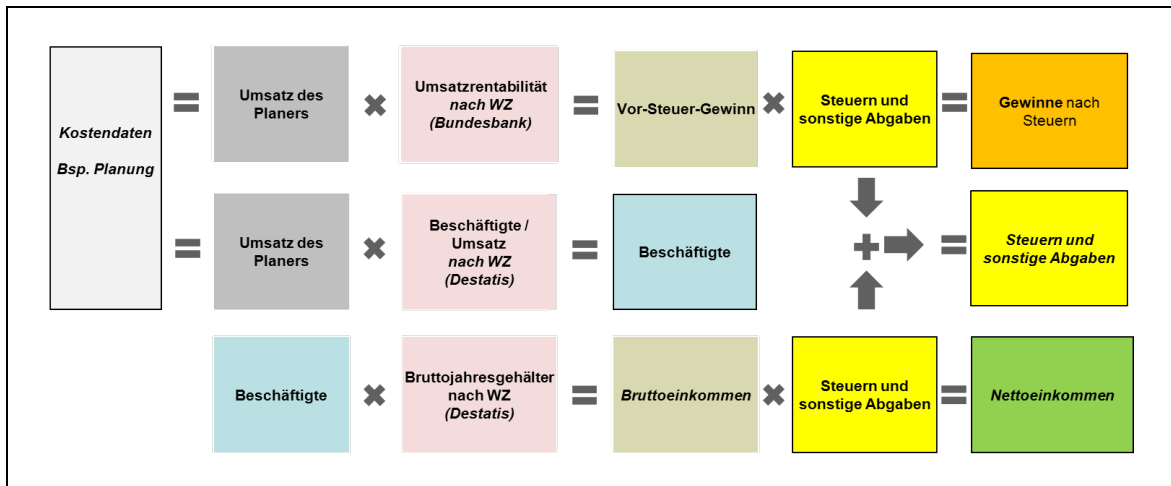 Kostendaten
Bsp. Planung
=
Umsatz des
Planers
×
Umsatzrentabilität
nach WZ
(Bundesbank)
=
Vor-Steuer-Gewinn
×
Steuern und
sonstige Abgaben
=
Gewinne nach
Steuern
=
Umsatz des
Planers
×
Beschäftigte /
Umsatz
nach WZ
(Destatis)
=
Beschäftigte
+
=
Steuern und
sonstige Abgaben
Beschäftigte
×
Bruttojahresgehälter
nach WZ
(Destatis)
=
Bruttoeinkommen
×
Steuern und
sonstige Abgaben
=
Nettoeinkommen